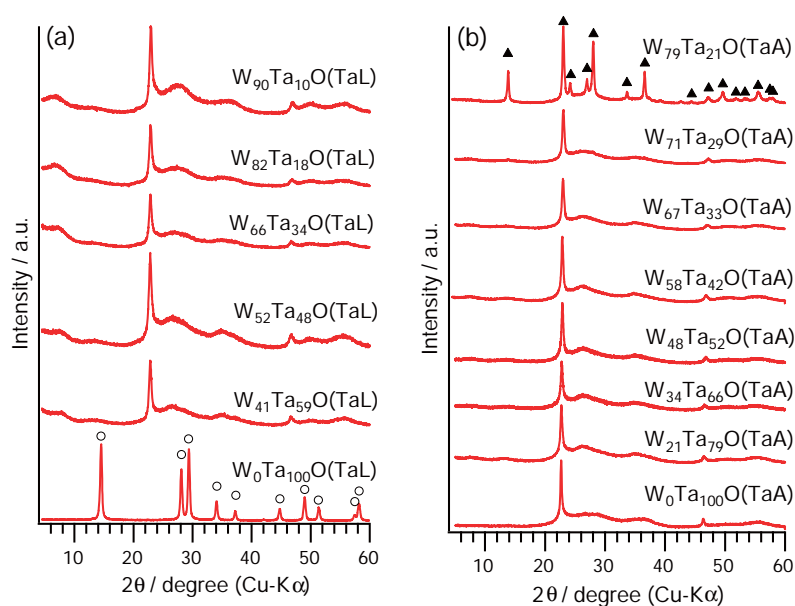 (a)
W₉₀Ta₁₀O(TaL)
W₈₂Ta₁₈O(TaL)
W₆₆Ta₃₄O(TaL)
W₅₂Ta₄₈O(TaL)
W₄₁Ta₅₉O(TaL)
W₀Ta₁₀₀O(TaL)
Intensity / a.u.
10 20 30 40 50 60
2θ / degree (Cu-Kα)
(b)
W₇₉Ta₂₁O(TaA)
W₇₁Ta₂₉O(TaA)
W₆₇Ta₃₃O(TaA)
W₅₈Ta₄₂O(TaA)
W₄₈Ta₅₂O(TaA)
W₃₄Ta₆₆O(TaA)
W₂₁Ta₇₉O(TaA)
W₀Ta₁₀₀O(TaA)
Intensity / a.u.
10 20 30 40 50 60
2θ / degree (Cu-Kα)